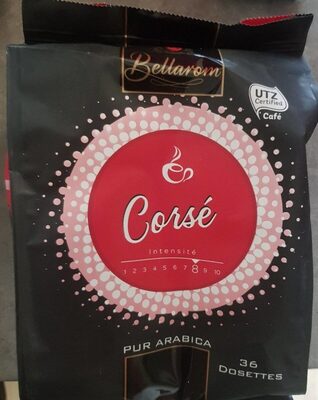 Bellarom
UTZ
Certified
Café
Corsé
Intensité
1 2 3 4 5 6 7 8 9 10
PUR ARABICA
36
DOSETTES